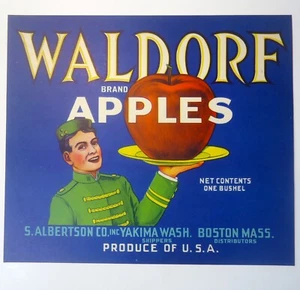 WALDORF
BRAND
APPLES
NET CONTENTS
ONE BUSHEL
S. ALBERTSON CO, INC YAKIMA WASH. BOSTON MASS.
SHIPPERS DISTRIBUTORS
PRODUCE OF U.S.A.